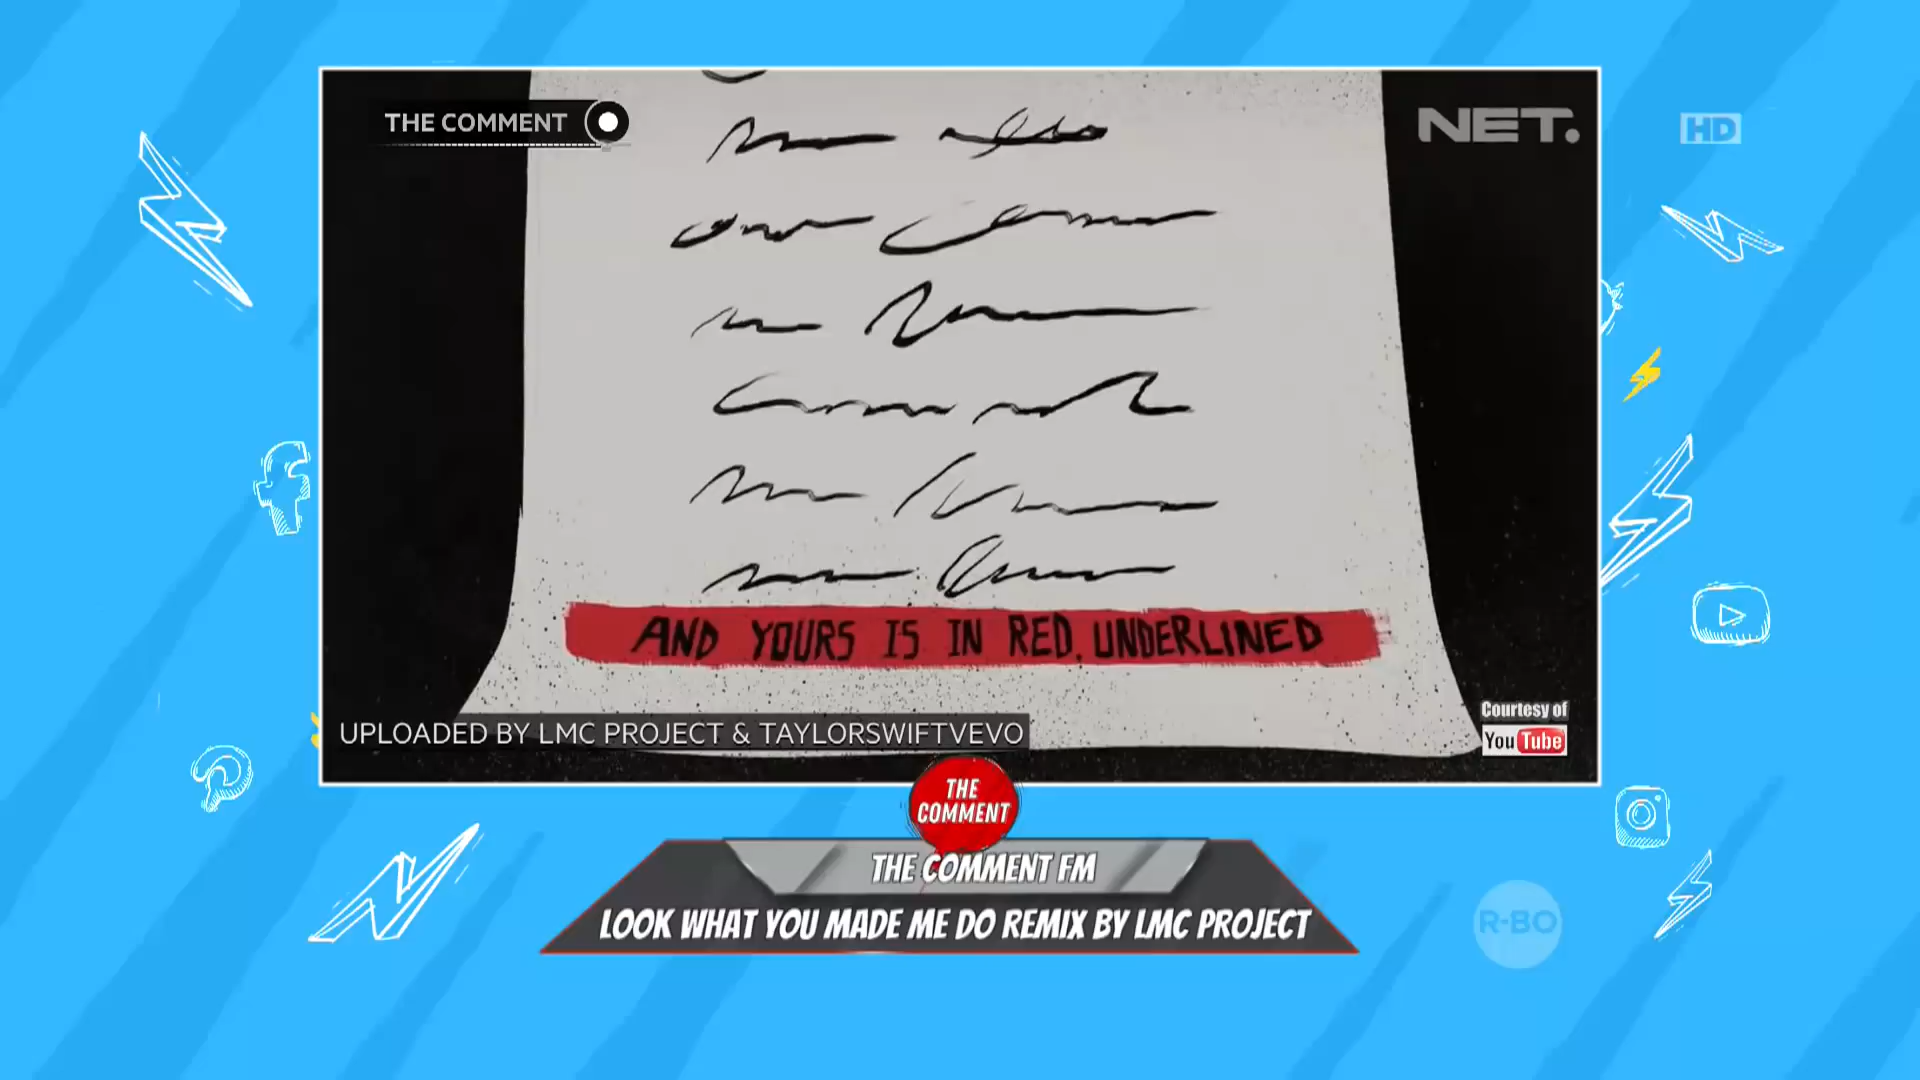 THE COMMENT
NET.
HD
AND YOURS IS IN RED, UNDERLINED
Courtesy of
YouTube
UPLOADED BY LMC PROJECT & TAYLORSWIFTVEVO
THE
COMMENT
THE COMMENT FM
LOOK WHAT YOU MADE ME DO REMIX BY LMC PROJECT
R-BO